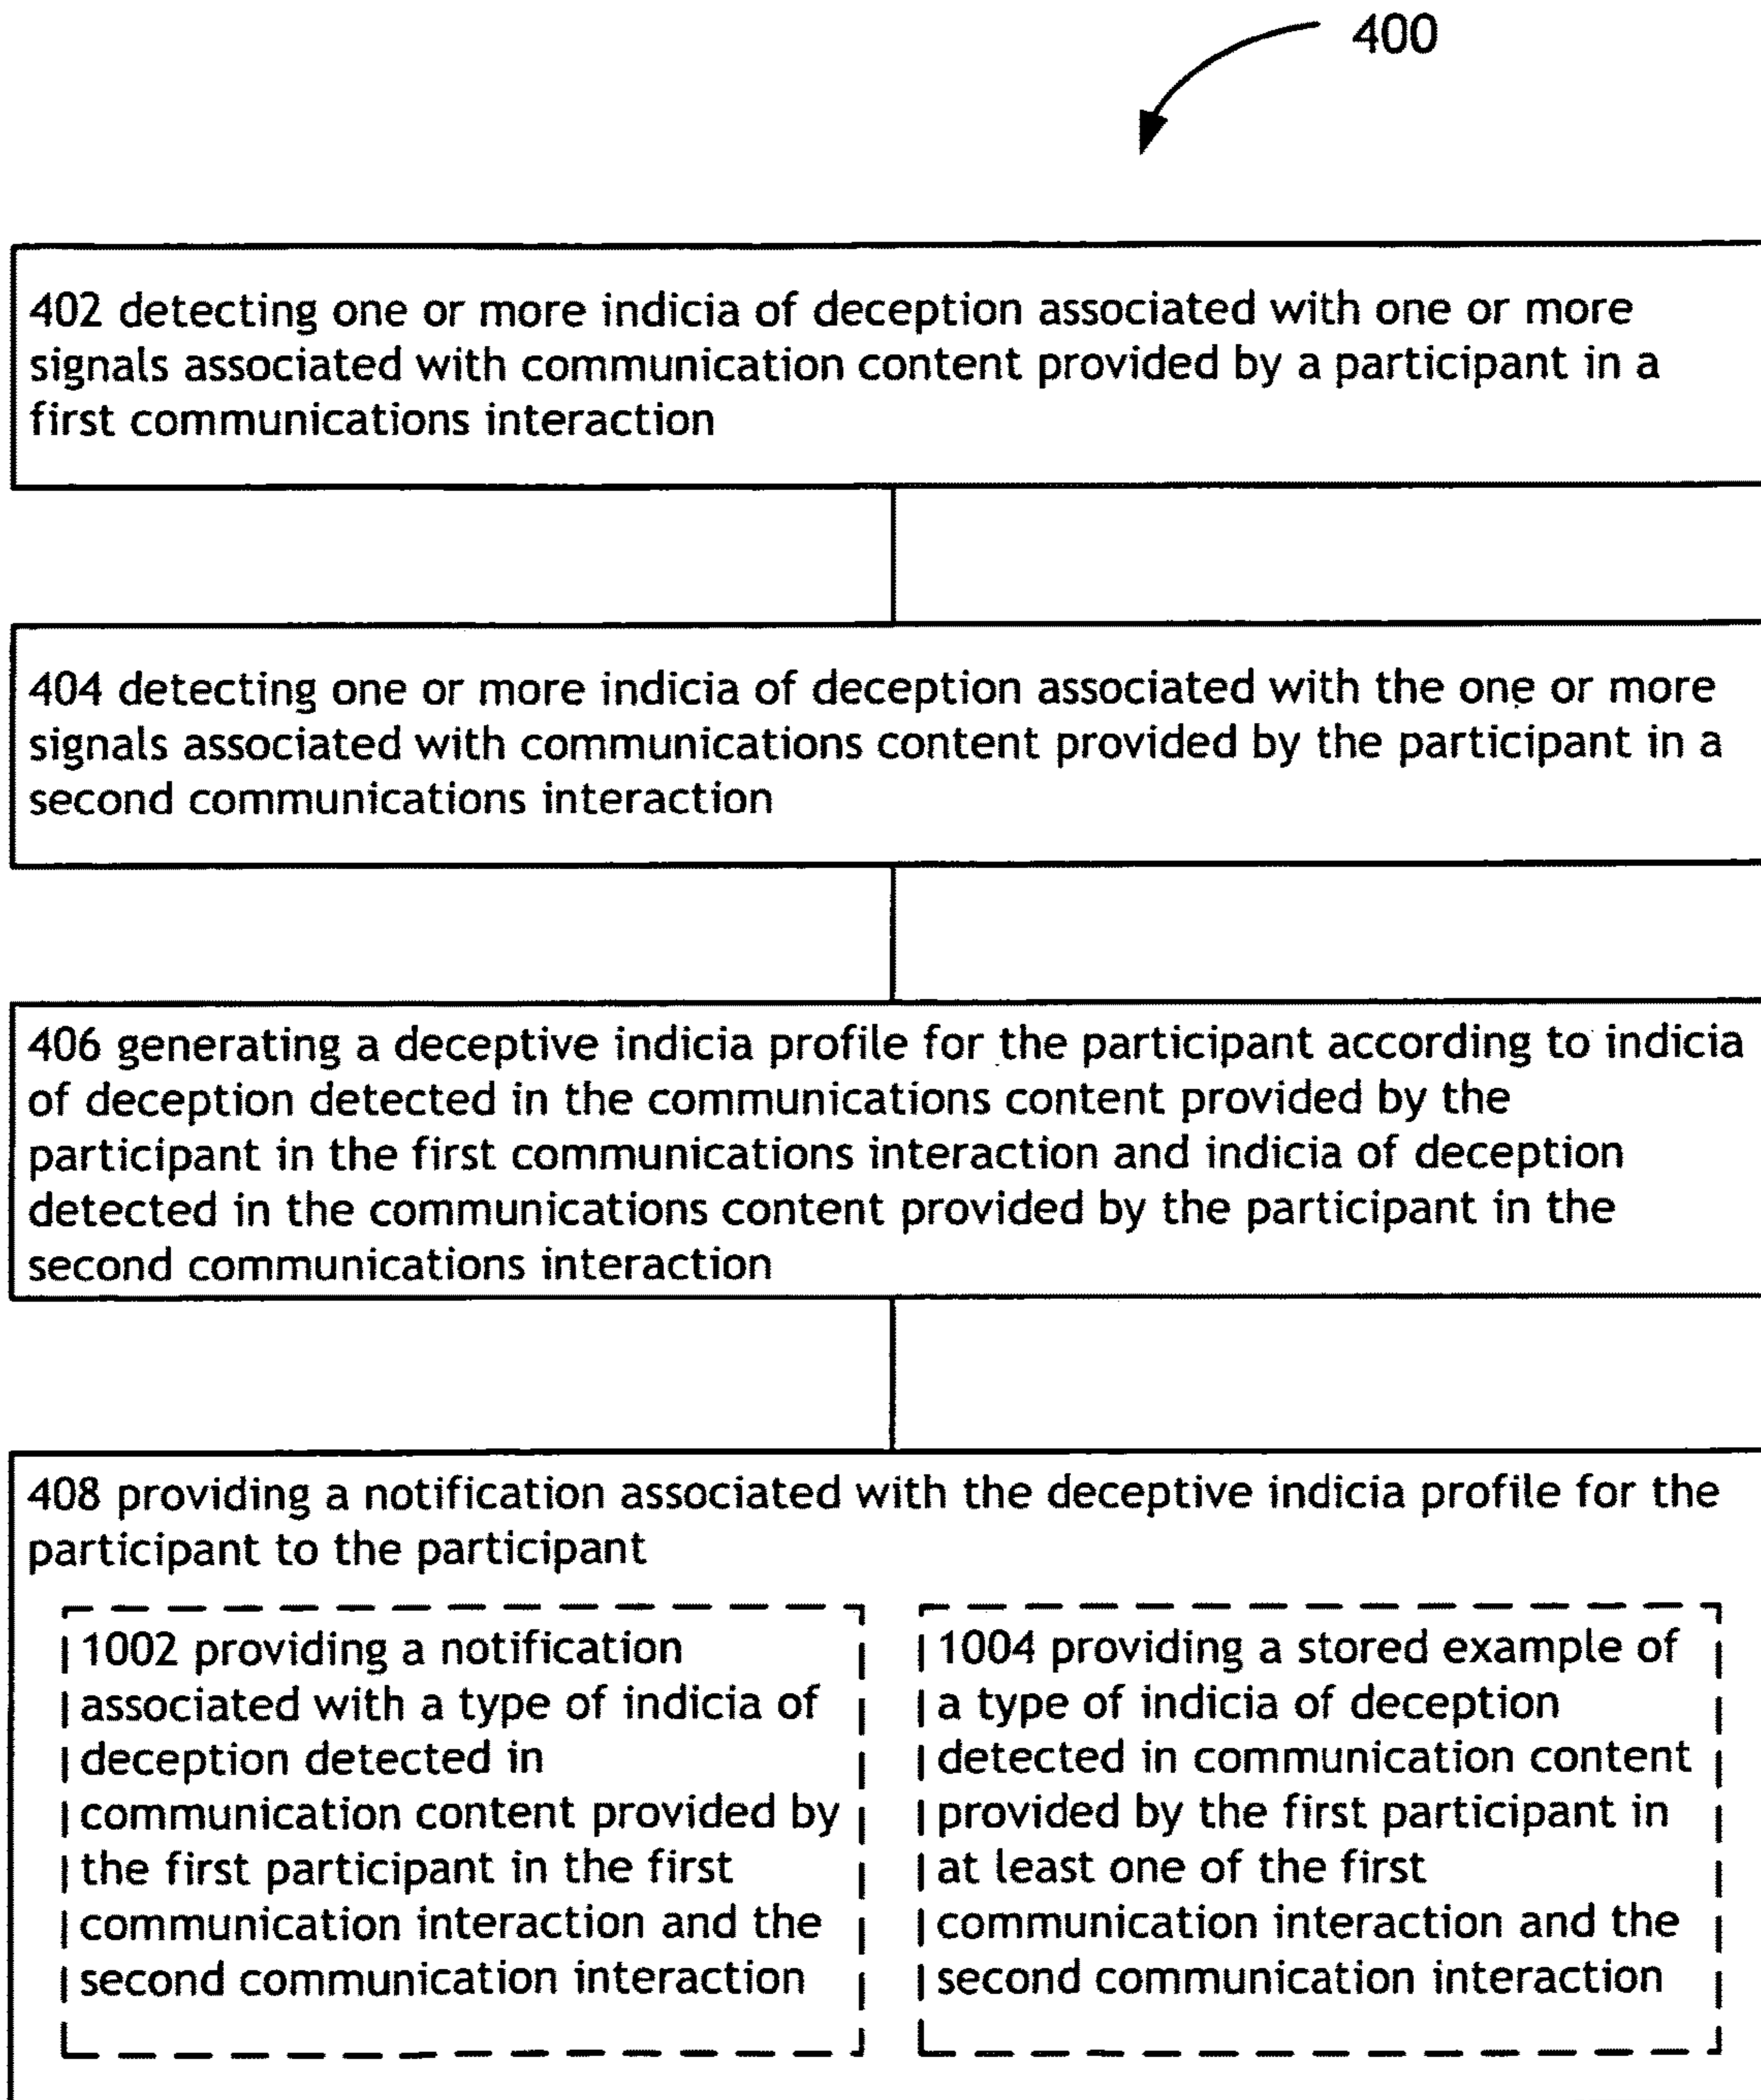 400
402 detecting one or more indicia of deception associated with one or more
signals associated with communication content provided by a participant in a
first communications interaction
404 detecting one or more indicia of deception associated with the one or more
signals associated with communications content provided by the participant in a
second communications interaction
406 generating a deceptive indicia profile for the participant according to indicia
of deception detected in the communications content provided by the
participant in the first communications interaction and indicia of deception
detected in the communications content provided by the participant in the
second communications interaction
408 providing a notification associated with the deceptive indicia profile for the
participant to the participant
1002 providing a notification
associated with a type of indicia of
deception detected in
communication content provided by
the first participant in the first
communication interaction and the
second communication interaction
1004 providing a stored example of
a type of indicia of deception
detected in communication content
provided by the first participant in
at least one of the first
communication interaction and the
second communication interaction